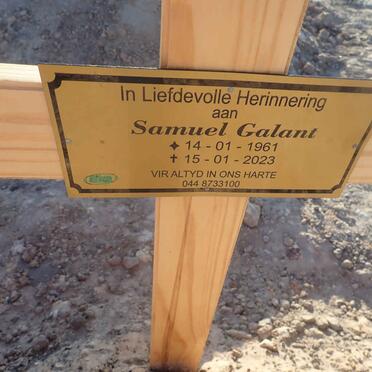 In Liefdevolle Herinnering
aan
Samuel Galant
✦ 14 - 01 - 1961
✝ 15 - 01 - 2023
VIR ALTYD IN ONS HARTE
044 8733100